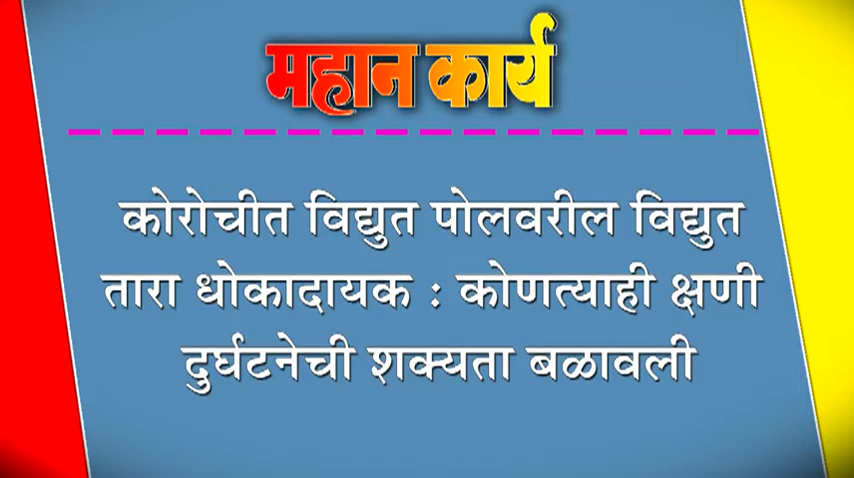 महान कार्य
कोरोचीत विद्युत पोलवरील विद्युत
तारा धोकादायक : कोणत्याही क्षणी
दुर्घटनेची शक्यता बळावली